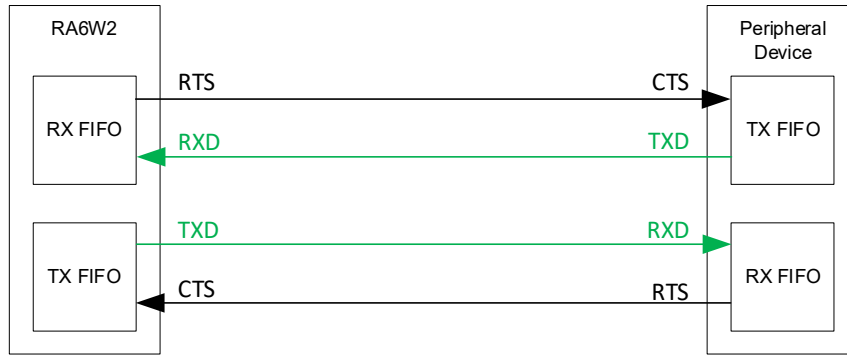 RA6W2
Peripheral
Device
RTS
CTS
RX FIFO
TX FIFO
RXD
TXD
TXD
RXD
TX FIFO
RX FIFO
CTS
RTS